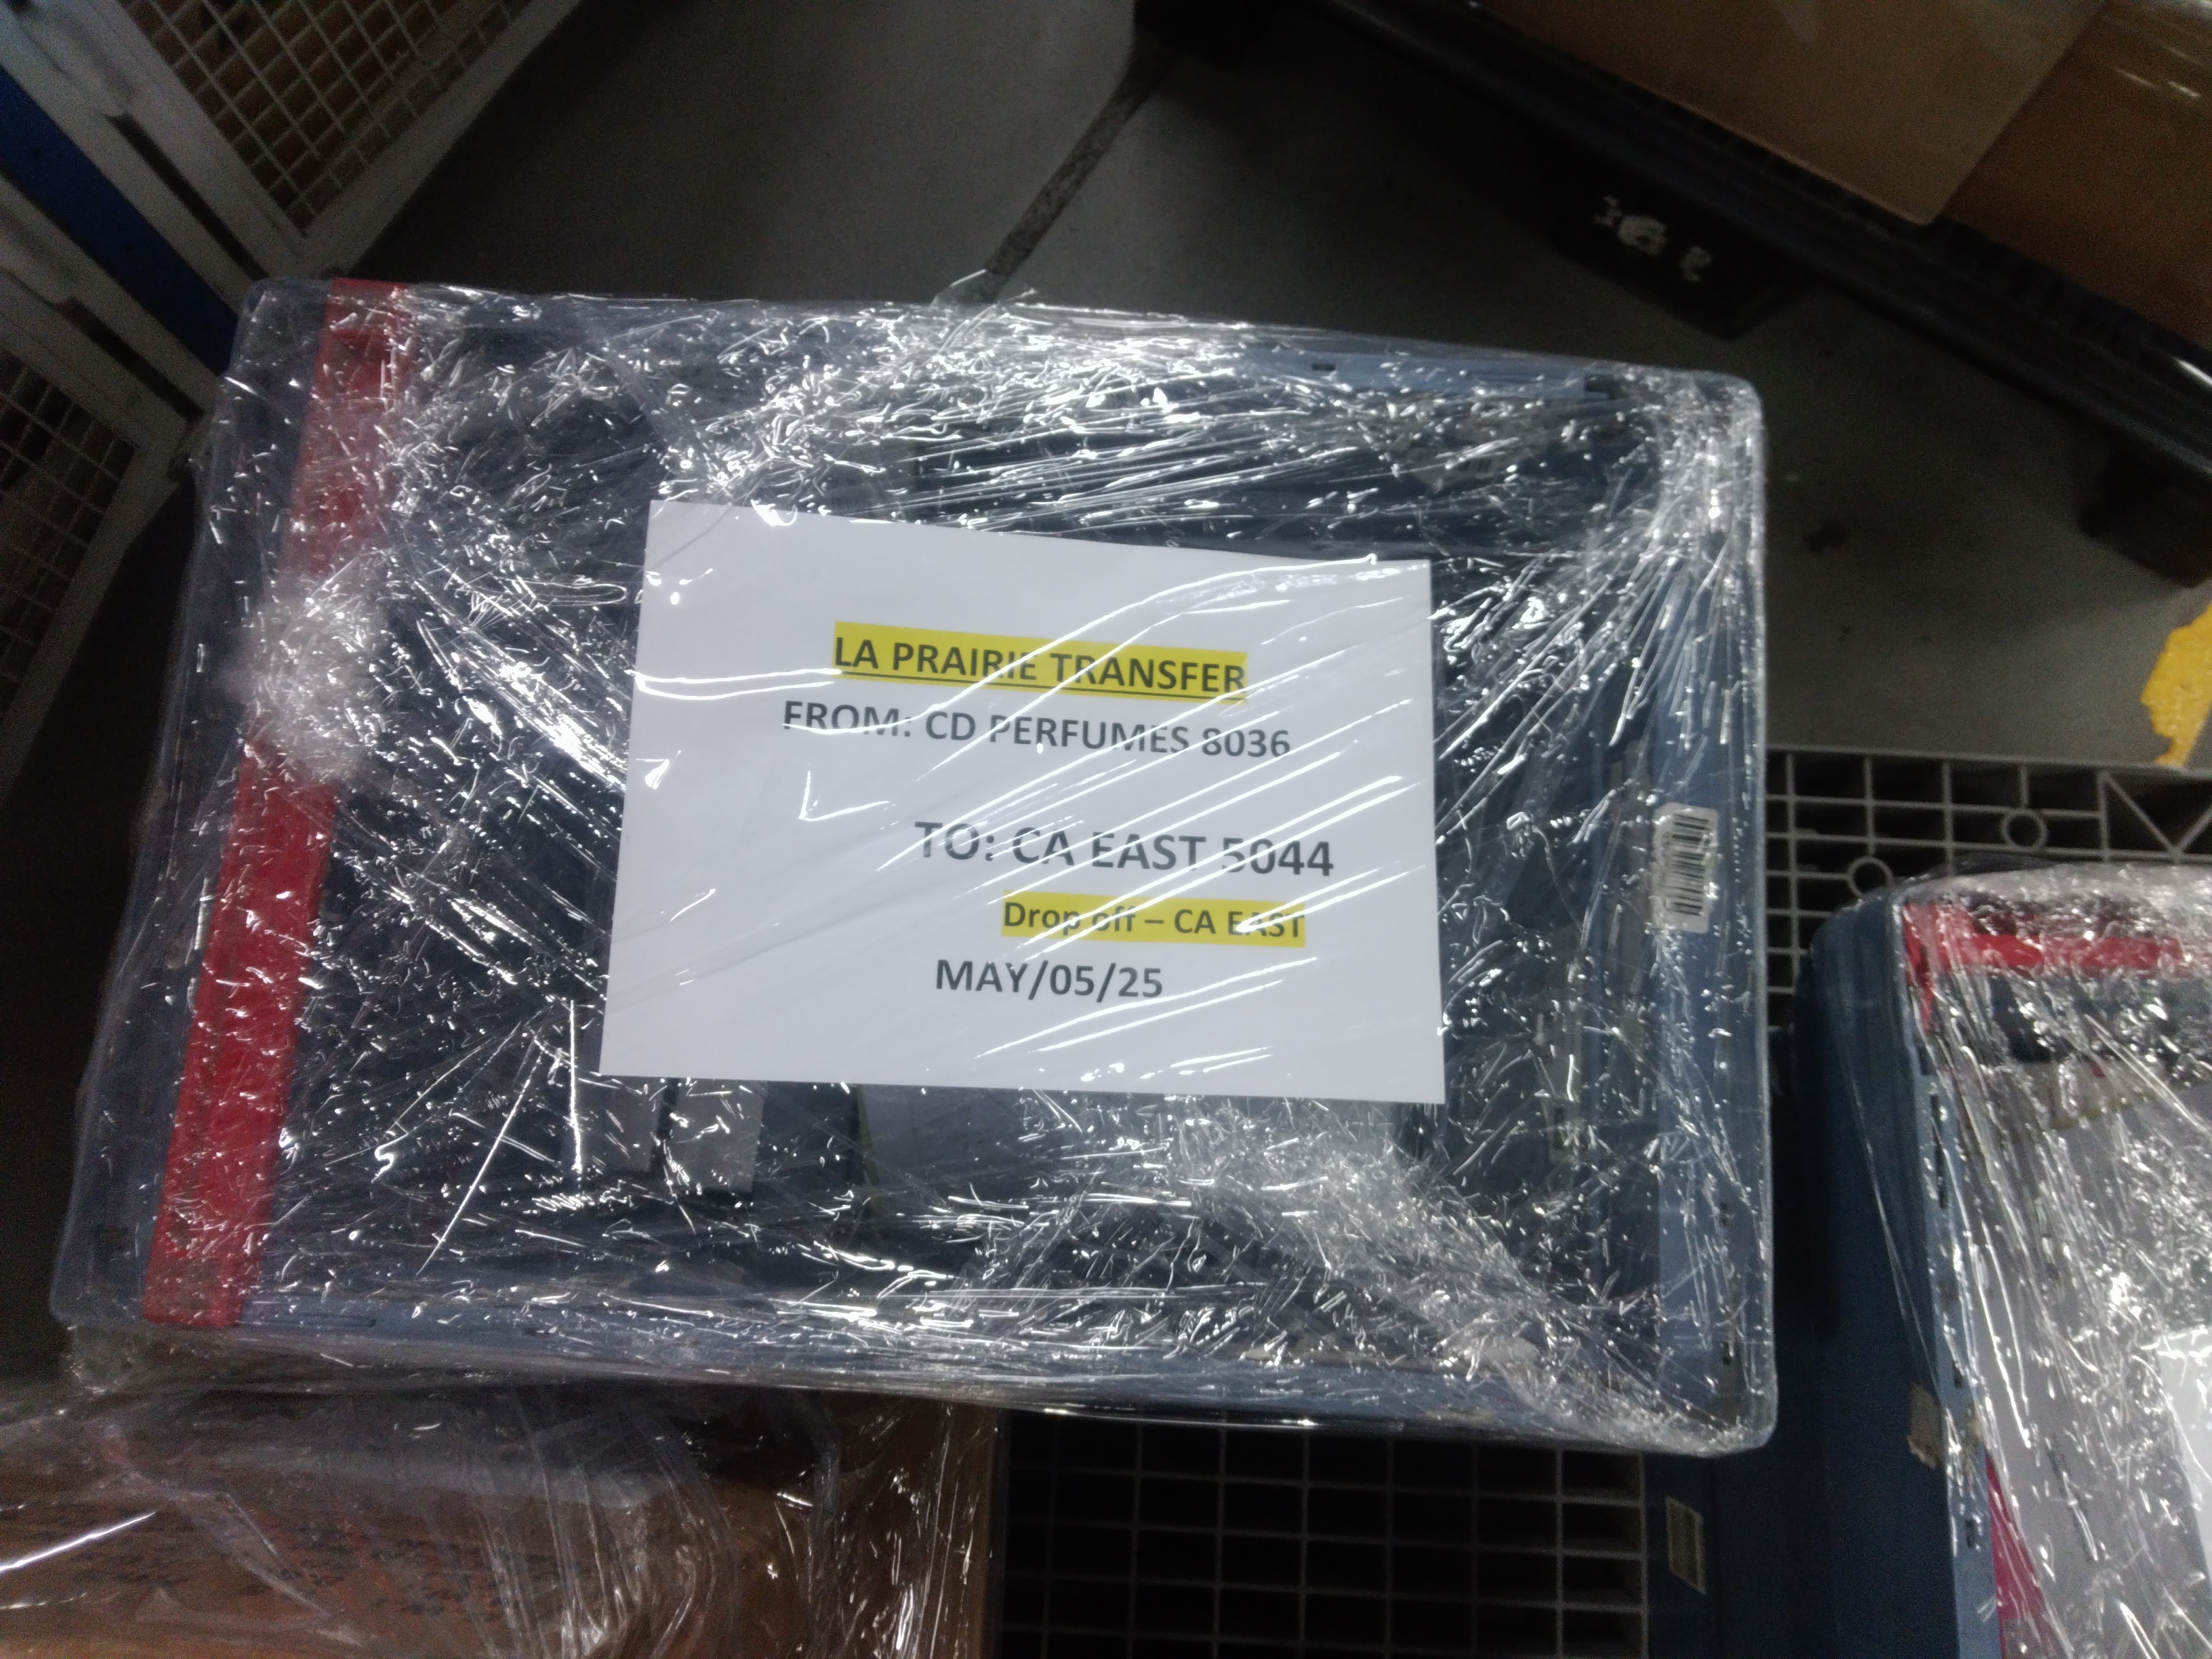 LA PRAIRIE TRANSFER
FROM: CD PERFUMES 8036
TO: CA EAST 5044
Drop off – CA EAST
MAY/05/25